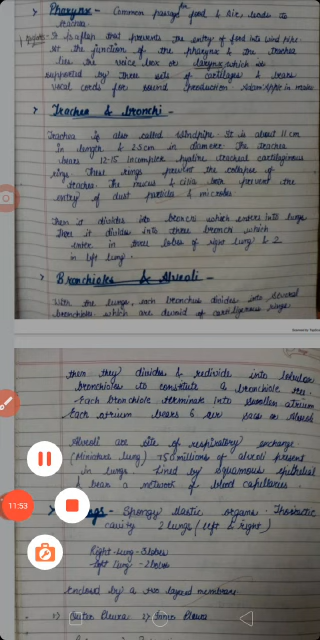 > Pharynx - Common passage for food & Air leads to
trachea.
It is a flap that prevents the entry of food into wind pipe.
At the junction of the pharynx & the trachea
lies the voice box or larynx which is
supported by three sets of cartilages & bears
vocal cords for sound production Adam's Apple in males
> Trachea & bronchi -
Trachea is also called Windpipe. It is about 11 cm
In length & 2.5 cm in diameter. The trachea
bears 12-15 incomplete hyaline tracheal cartilaginous
rings. These rings prevent the collapse of
trachea. The mucus & cilia both prevent the
entry of dust particles & microbes.
Then it divides into bronchi which enters into lungs
Then it divides into three bronchi which
enter in three lobes of right lung & 2
in left lung.
> Bronchioles & Alveoli -
With the lungs, each bronchus divides into several
bronchioles which are devoid of cartilaginous rings
then they divides & redivide into lobular
bronchioles to constitute a bronchiole tree.
Each bronchiole terminate into swollen atrium
Each atrium bears 6 air sacs or Alveoli
Alveoli are site of respiratory exchange
(Miniature lung) 750 millions of alveoli present
in lungs lined by squamous epithelial
& bear a network of blood capillaries
11:53
Spongy elastic organs. Thoracic
cavity 2 lungs (left & right)
Right-lung - 3 lobes
Left lung - 2 lobes
Enclosed by a two layered membrane.
1) Outer Pleura 2) Inner Pleura